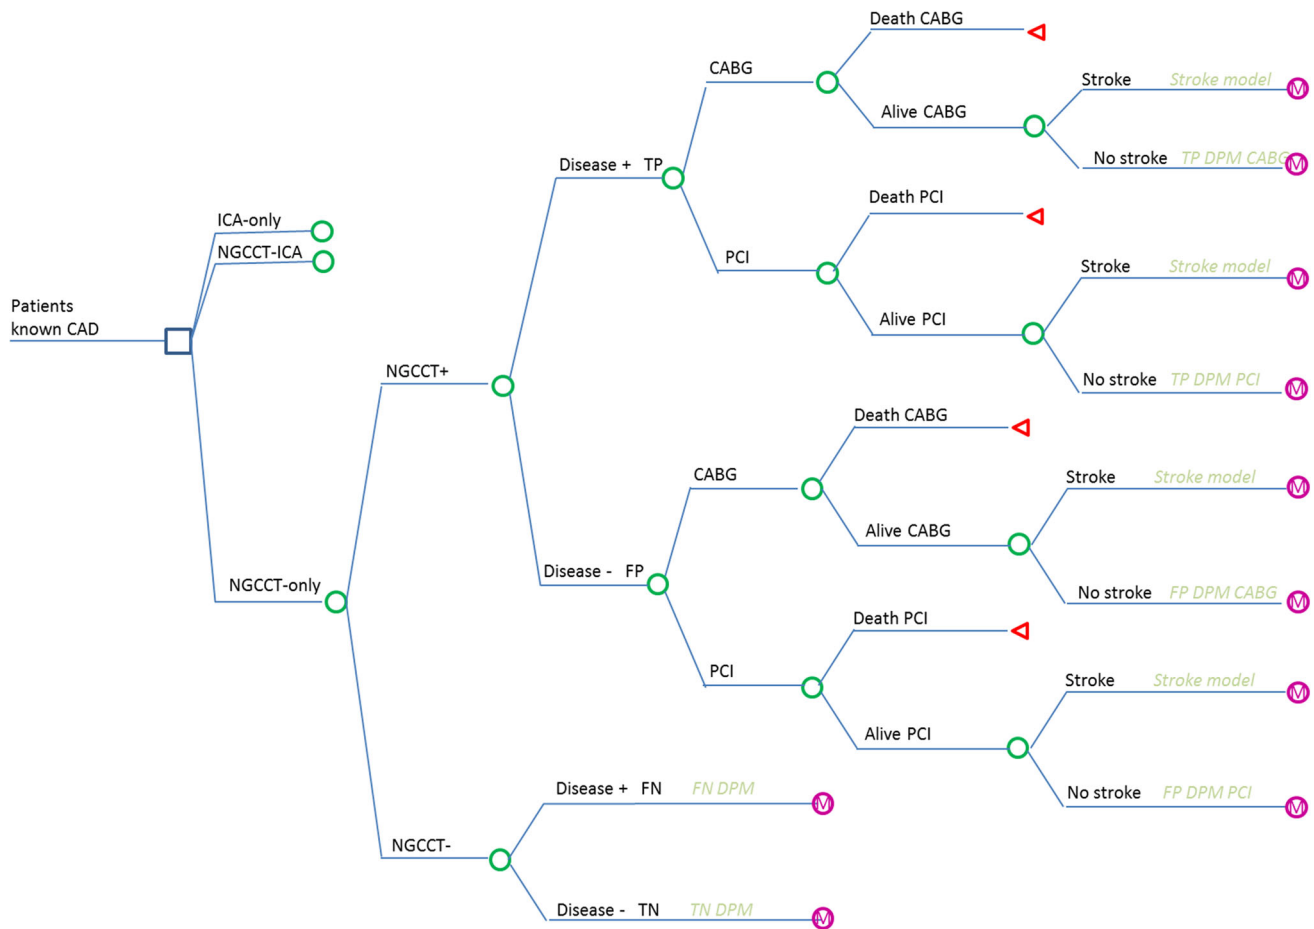 Death CABG
CABG
Stroke Stroke model
Alive CABG
No stroke TP DPM CABG
Disease + TP
Death PCI
ICA-only
NGCCT-ICA
PCI
Stroke Stroke model
Patients
known CAD
Alive PCI
NGCCT+
No stroke TP DPM PCI
Death CABG
CABG
Stroke Stroke model
Alive CABG
Disease - FP
NGCCT-only
No stroke FP DPM CABG
Death PCI
PCI
Stroke Stroke model
Alive PCI
Disease + FN FN DPM
No stroke FP DPM PCI
NGCCT-
Disease - TN TN DPM
M
M
M
M
M
M
M
M
M
M